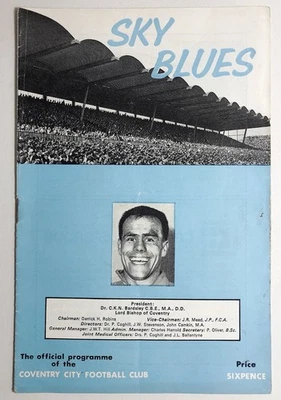 SKY
BLUES
President:
Dr. C.K.N. Bardsley C.B.E., M.A., D.D.
Lord Bishop of Coventry
Chairman: Derrick H. Robins Vice-Chairman: J.R. Mead, J.P., F.C.A.
Directors: Dr. P. Coghill, J.W. Stevenson, John Camkin, M.A.
General Manager: J.W.T. Hill Admin. Manager: Charles Harrold Secretary: P. Oliver, B.Sc.
Joint Medical Officers: Drs. P. Coghill and J.L. Ballantyne
The official programme Price
of the
COVENTRY CITY FOOTBALL CLUB SIXPENCE